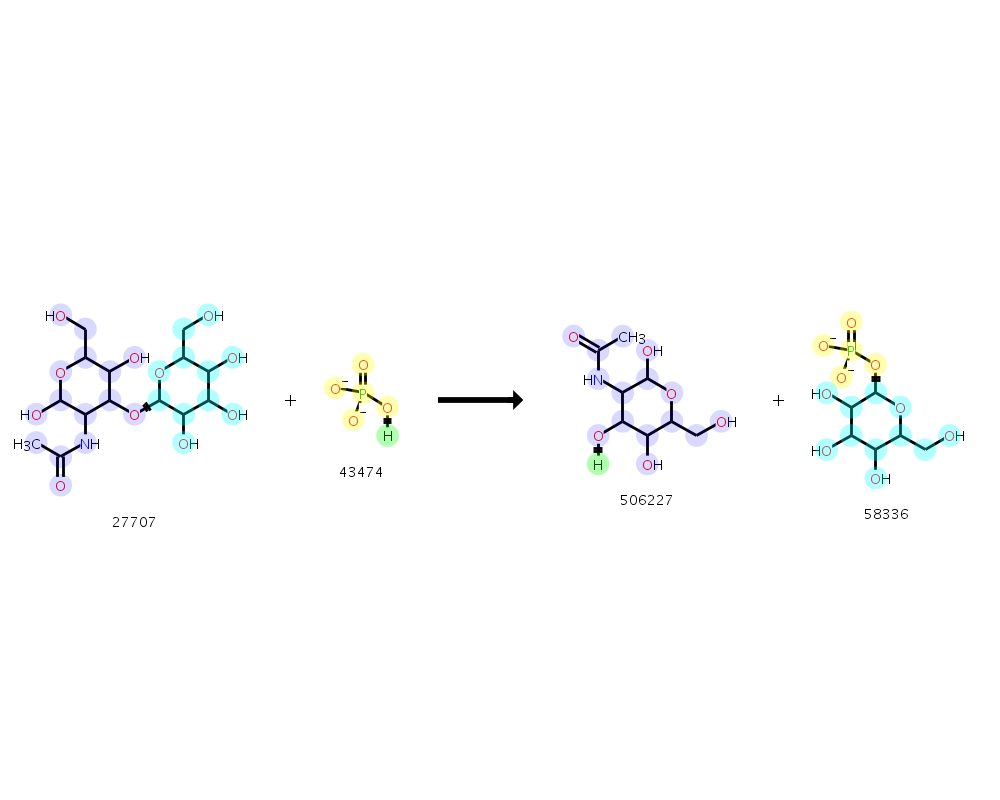 HO OH
OH O OH
O OH
HO O OH
H3C NH OH
O
27707
+
O
O− P O
O− H
43474
O CH3
OH
HN O
O OH
H OH
506227
+
O
O− P O
O−
HO O
HO OH
OH
58336